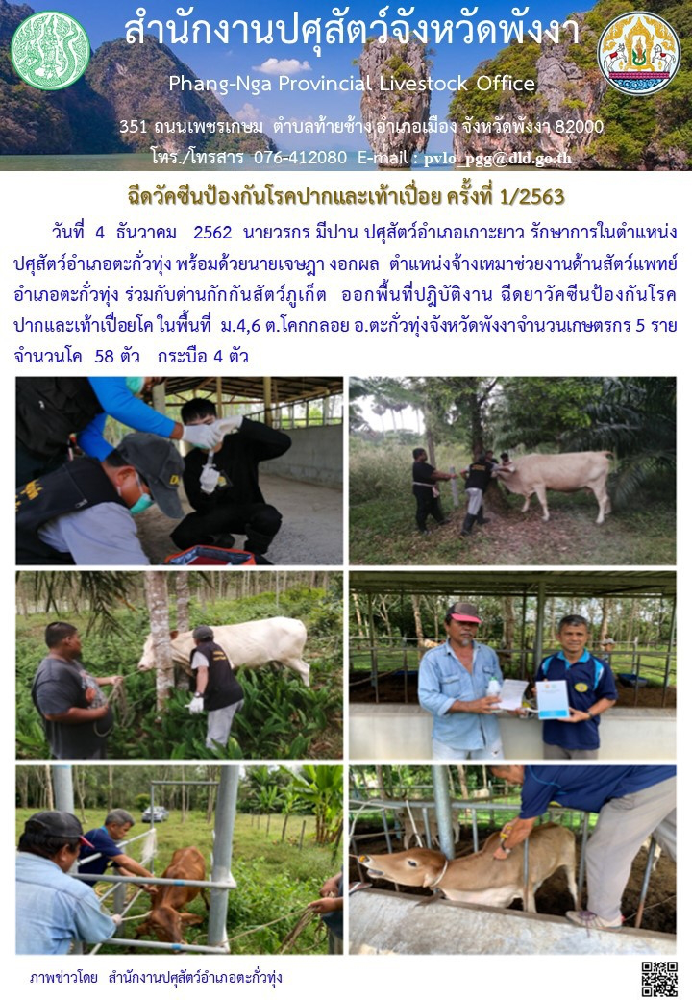 สำนักงานปศุสัตว์จังหวัดพังงา
Phang-Nga Provincial Livestock Office
351 ถนนเพชรเกษม ตำบลท้ายช้าง อำเภอเมือง จังหวัดพังงา 82000
โทร./โทรสาร 076-412080 E-mail : pvlo_pgg@dld.go.th
ฉีดวัคซีนป้องกันโรคปากและเท้าเปื่อย ครั้งที่ 1/2563
วันที่ 4 ธันวาคม 2562 นายวรกร มีปาน ปศุสัตว์อำเภอเกาะยาว รักษาการในตำแหน่ง
ปศุสัตว์อำเภอตะกั่วทุ่ง พร้อมด้วยนายเจษฎา งอกผล ตำแหน่งจ้างเหมาช่วยงานด้านสัตว์แพทย์
อำเภอตะกั่วทุ่ง ร่วมกับด่านกักกันสัตว์ภูเก็ต ออกพื้นที่ปฎิบัติงาน ฉีดยาวัคซีนป้องกันโรค
ปากและเท้าเปื่อยโค ในพื้นที่ ม.4,6 ต.โคกกลอย อ.ตะกั่วทุ่งจังหวัดพังงาจำนวนเกษตรกร 5 ราย
จำนวนโค 58 ตัว กระบือ 4 ตัว
ภาพข่าวโดย สำนักงานปศุสัตว์อำเภอตะกั่วทุ่ง